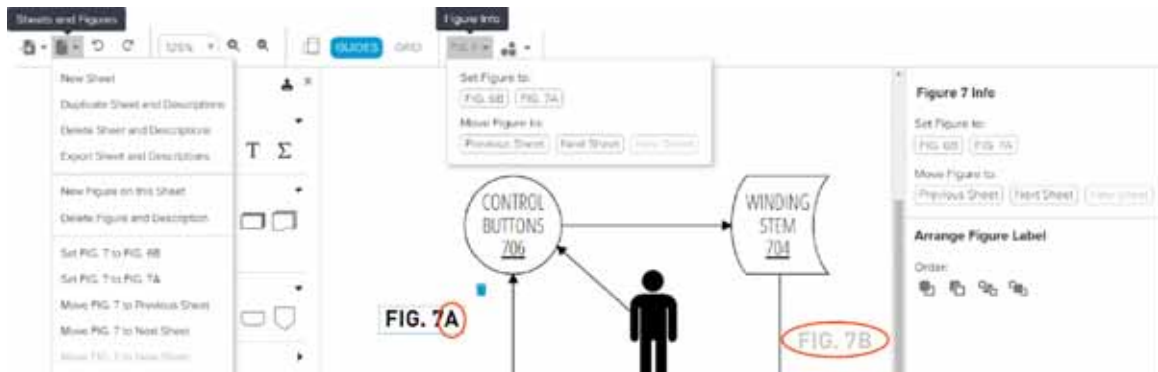 Sheets and Figures
Figure Info
125%
GUIDES
GRID
FIG. 7
New Sheet
Duplicate Sheet and Descriptions
Delete Sheet and Descriptions
Export Sheet and Descriptions
New Figure on this Sheet
Delete Figure and Description
Set FIG. 7 to FIG. 6B
Set FIG. 7 to FIG. 7A
Move FIG. 7 to Previous Sheet
Move FIG. 7 to Next Sheet
Move FIG. 7 to New Sheet
T Σ
Set Figure to:
FIG. 6B FIG. 7A
Move Figure to:
Previous Sheet Next Sheet New Sheet
CONTROL
BUTTONS
706
WINDING
STEM
704
FIG. 7A
FIG. 7B
Figure 7 Info
Set Figure to:
FIG. 6B FIG. 7A
Move Figure to:
Previous Sheet Next Sheet New Sheet
Arrange Figure Label
Order: